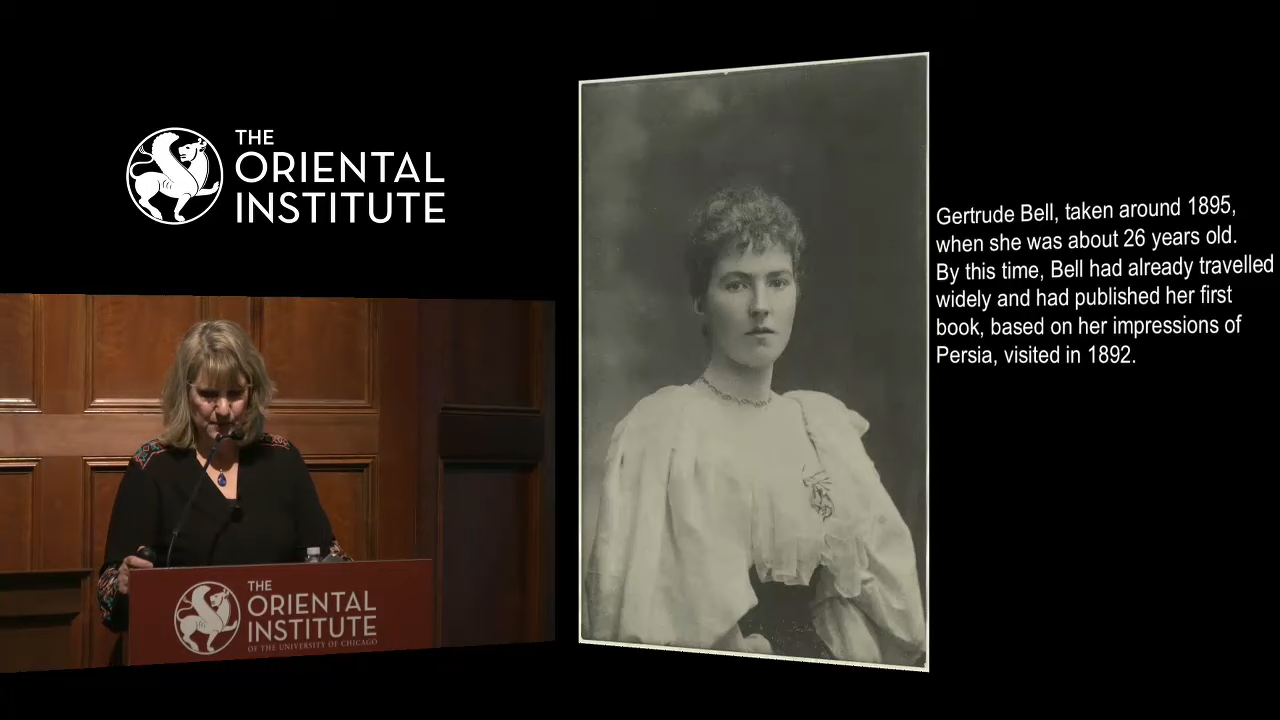 THE
ORIENTAL
INSTITUTE
Gertrude Bell, taken around 1895,
when she was about 26 years old.
By this time, Bell had already travelled
widely and had published her first
book, based on her impressions of
Persia, visited in 1892.
THE
ORIENTAL
INSTITUTE
OF THE UNIVERSITY OF CHICAGO